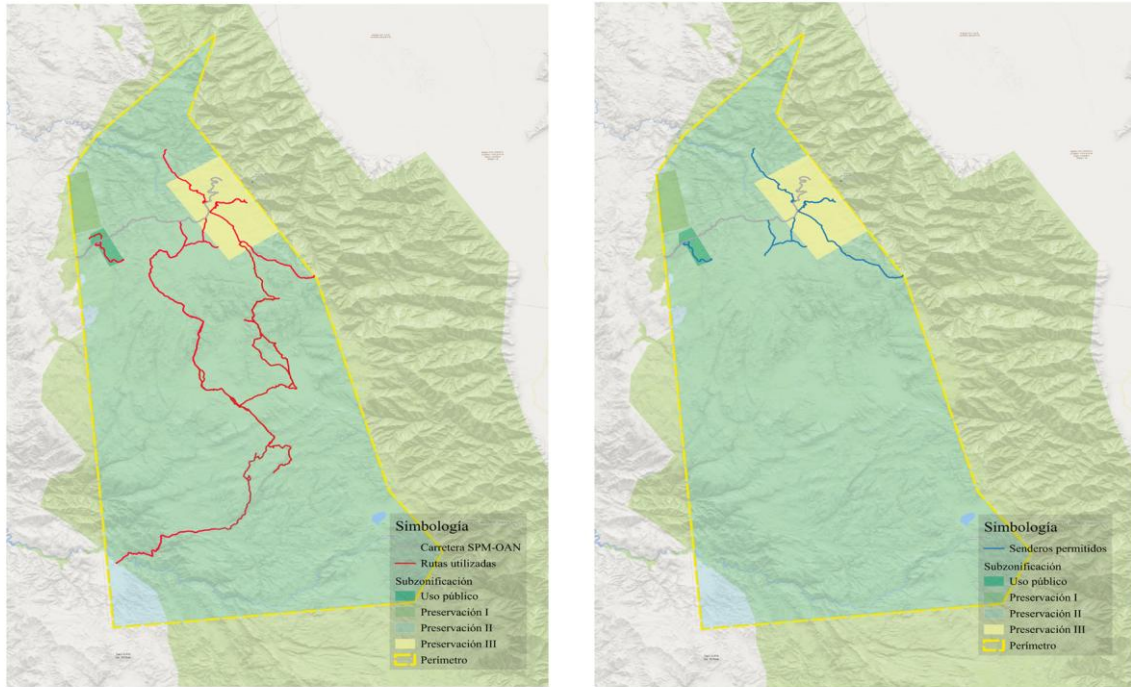 Simbología
Carretera SPM-OAN
Rutas utilizadas
Subzonificación
Uso público
Preservación I
Preservación II
Preservación III
Perímetro
Simbología
Senderos permitidos
Subzonificación
Uso público
Preservación I
Preservación II
Preservación III
Perímetro